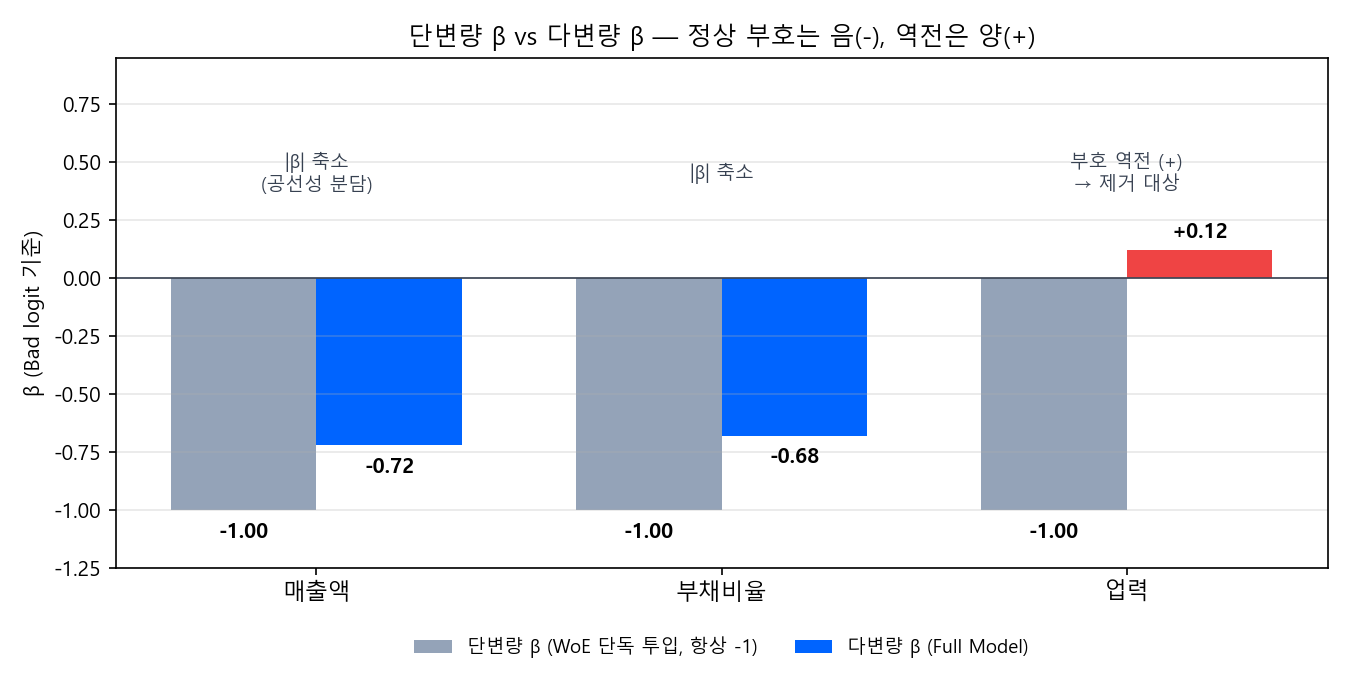 단변량 β vs 다변량 β — 정상 부호는 음(-), 역전은 양(+)
β (Bad logit 기준)
0.75
0.50
0.25
0.00
-0.25
-0.50
-0.75
-1.00
-1.25
|β| 축소
(공선성 분담)
|β| 축소
부호 역전 (+)
→ 제거 대상
+0.12
-0.72
-0.68
-1.00
-1.00
-1.00
매출액
부채비율
업력
단변량 β (WoE 단독 투입, 항상 -1)
다변량 β (Full Model)